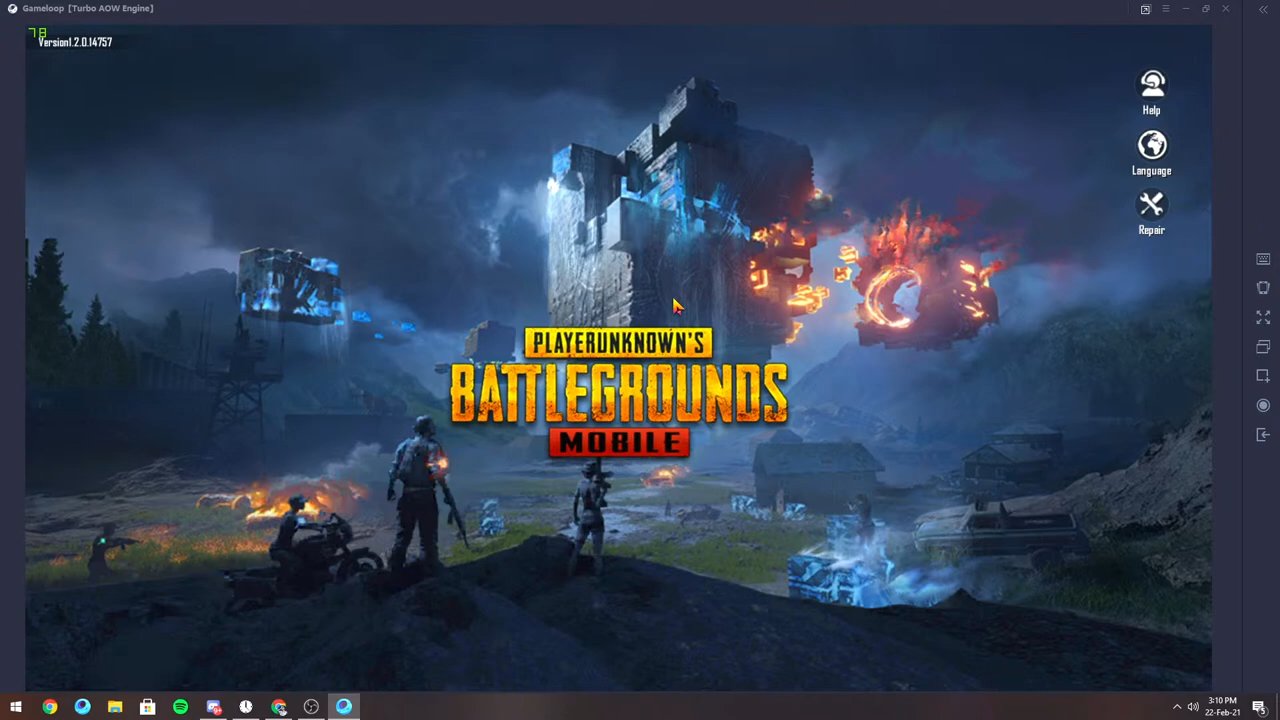 Gameloop [Turbo AOW Engine]
78
Version1.2.0.14757
Help
Language
Repair
PLAYERUNKNOWN'S
BATTLEGROUNDS
MOBILE
3:10 PM
22-Feb-21